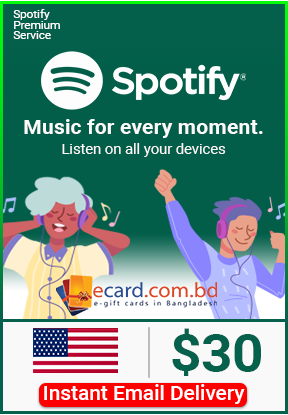 Spotify
Premium
Service
Spotify®
Music for every moment.
Listen on all your devices
ecard.com.bd
e-gift cards in Bangladesh
$30
Instant Email Delivery